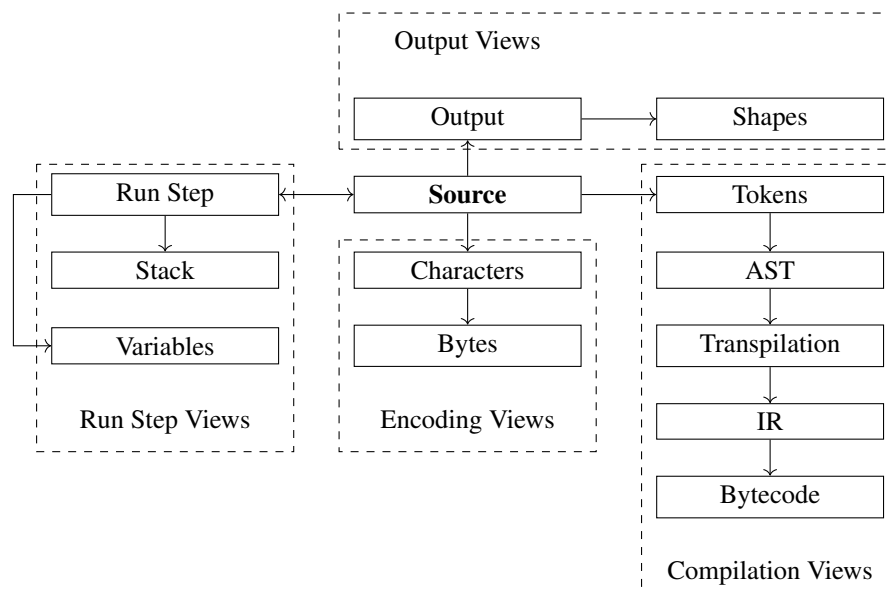 Output Views
Output
Shapes
Run Step
Source
Tokens
Stack
Characters
AST
Variables
Bytes
Transpilation
Run Step Views
Encoding Views
IR
Bytecode
Compilation Views